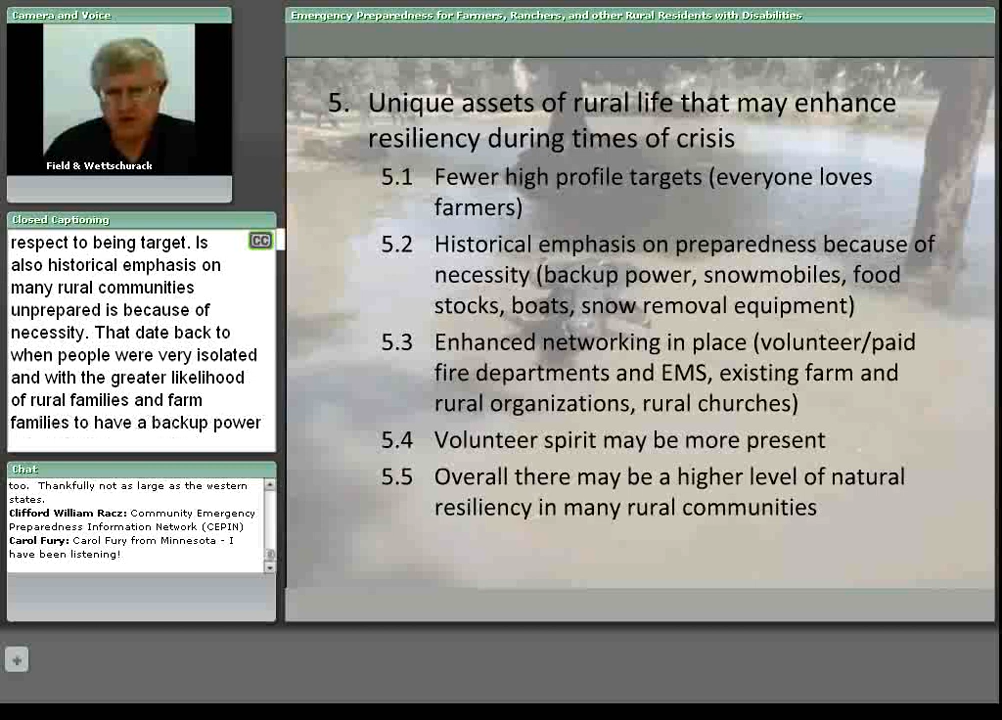 Camera and Voice
Field & Wettschurack
Closed Captioning
respect to being target. Is
CC
also historical emphasis on
many rural communities
unprepared is because of
necessity. That date back to
when people were very isolated
and with the greater likelihood
of rural families and farm
families to have a backup power
Chat
too. Thankfully not as large as the western
states.
Clifford William Racz: Community Emergency
Preparedness Information Network (CEPIN)
Carol Fury: Carol Fury from Minnesota - I
have been listening!
Emergency Preparedness for Farmers, Ranchers, and other Rural Residents with Disabilities
5. Unique assets of rural life that may enhance
resiliency during times of crisis
5.1 Fewer high profile targets (everyone loves
farmers)
5.2 Historical emphasis on preparedness because of
necessity (backup power, snowmobiles, food
stocks, boats, snow removal equipment)
5.3 Enhanced networking in place (volunteer/paid
fire departments and EMS, existing farm and
rural organizations, rural churches)
5.4 Volunteer spirit may be more present
5.5 Overall there may be a higher level of natural
resiliency in many rural communities